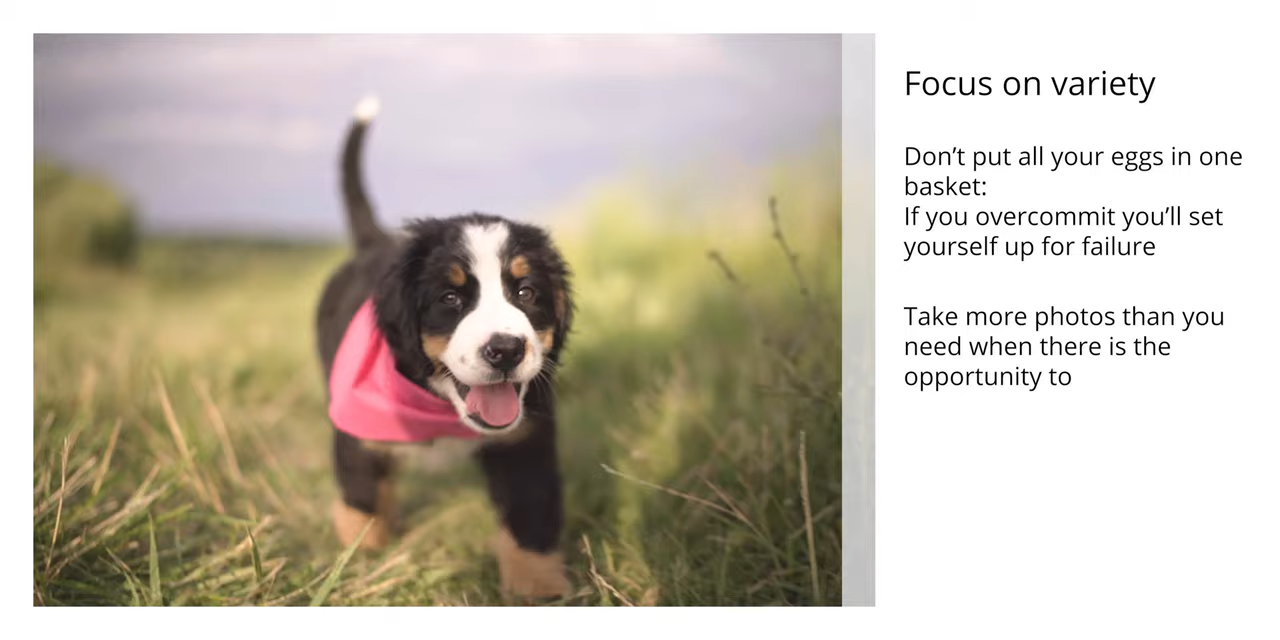 Focus on variety
Don’t put all your eggs in one
basket:
If you overcommit you’ll set
yourself up for failure
Take more photos than you
need when there is the
opportunity to